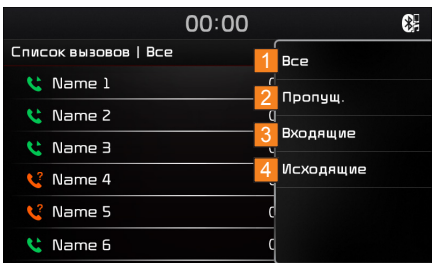 00:00
Список вызовов | Все
Name 1
Name 2
Name 3
Name 4
Name 5
Name 6
1 Все
2 Пропущ.
3 Входящие
4 Исходящие